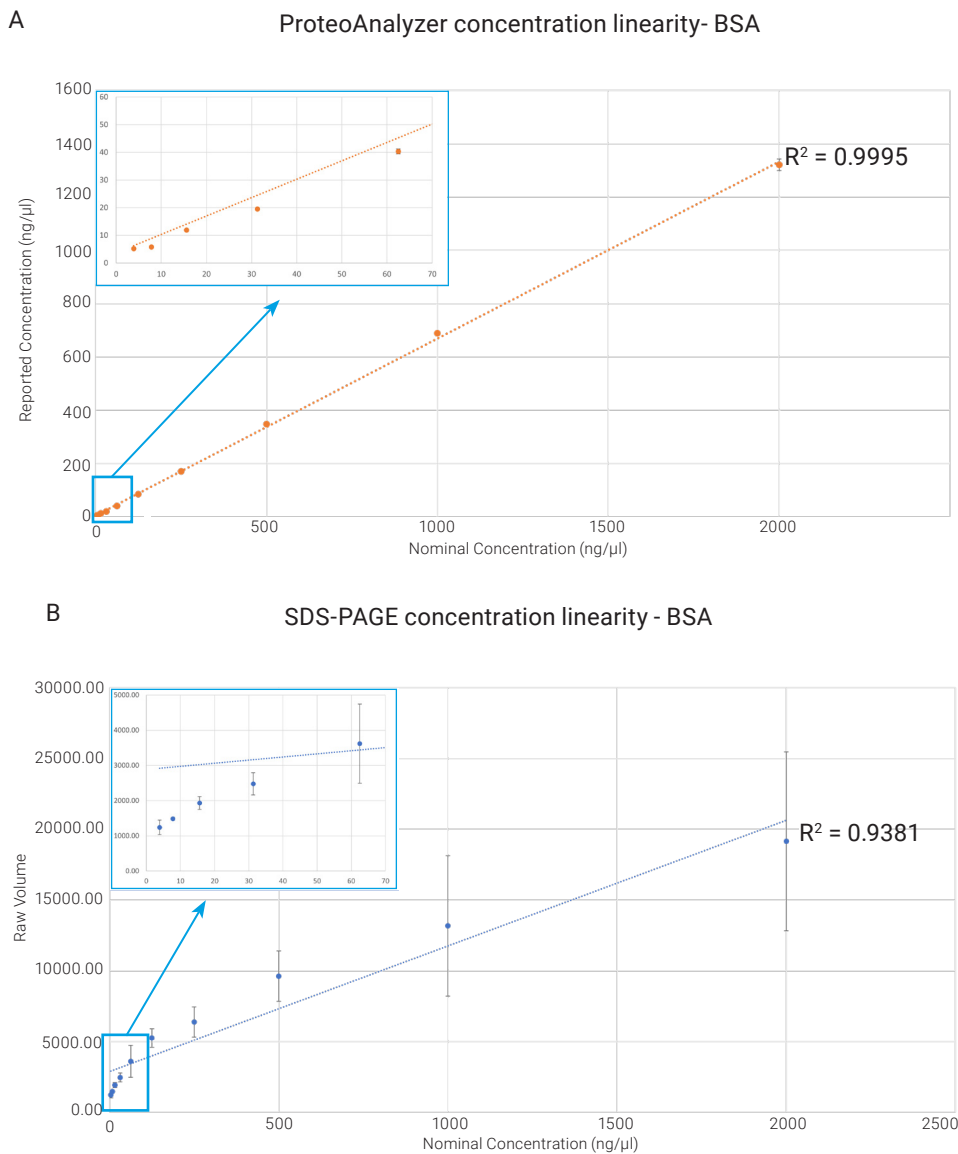 A
ProteoAnalyzer concentration linearity- BSA
1600
1400
1200
1000
800
600
400
200
0
Reported Concentration (ng/µl)
60
50
40
30
20
10
0
0 10 20 30 40 50 60 70
R² = 0.9995
0 500 1000 1500 2000
Nominal Concentration (ng/µl)
B
SDS-PAGE concentration linearity - BSA
30000.00
25000.00
20000.00
15000.00
10000.00
5000.00
0.00
Raw Volume
5000.00
4000.00
3000.00
2000.00
1000.00
0.00
0 10 20 30 40 50 60 70
R² = 0.9381
0 500 1000 1500 2000 2500
Nominal Concentration (ng/µl)